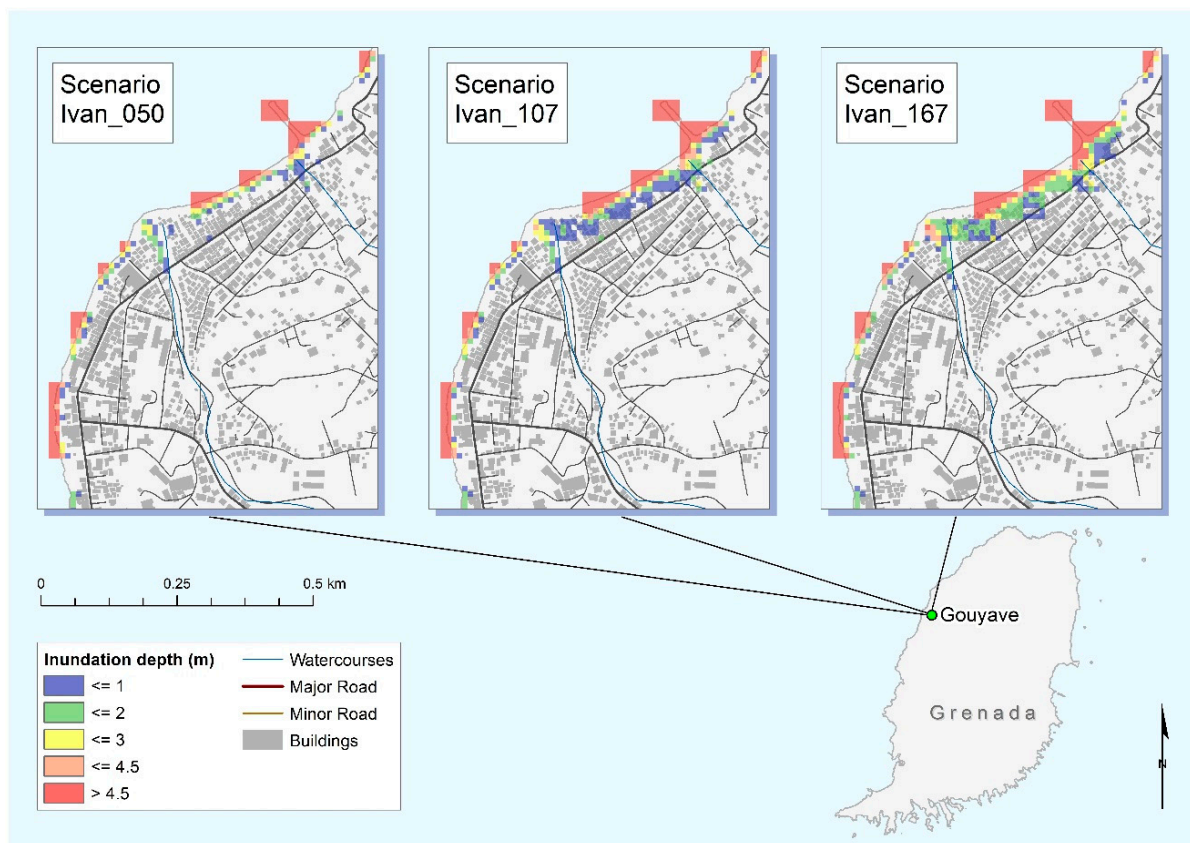 Scenario
Ivan_050
Scenario
Ivan_107
Scenario
Ivan_167
0
0.25
0.5 km
Gouyave
Grenada
Inundation depth (m)
<= 1
<= 2
<= 3
<= 4.5
> 4.5
Watercourses
Major Road
Minor Road
Buildings
N